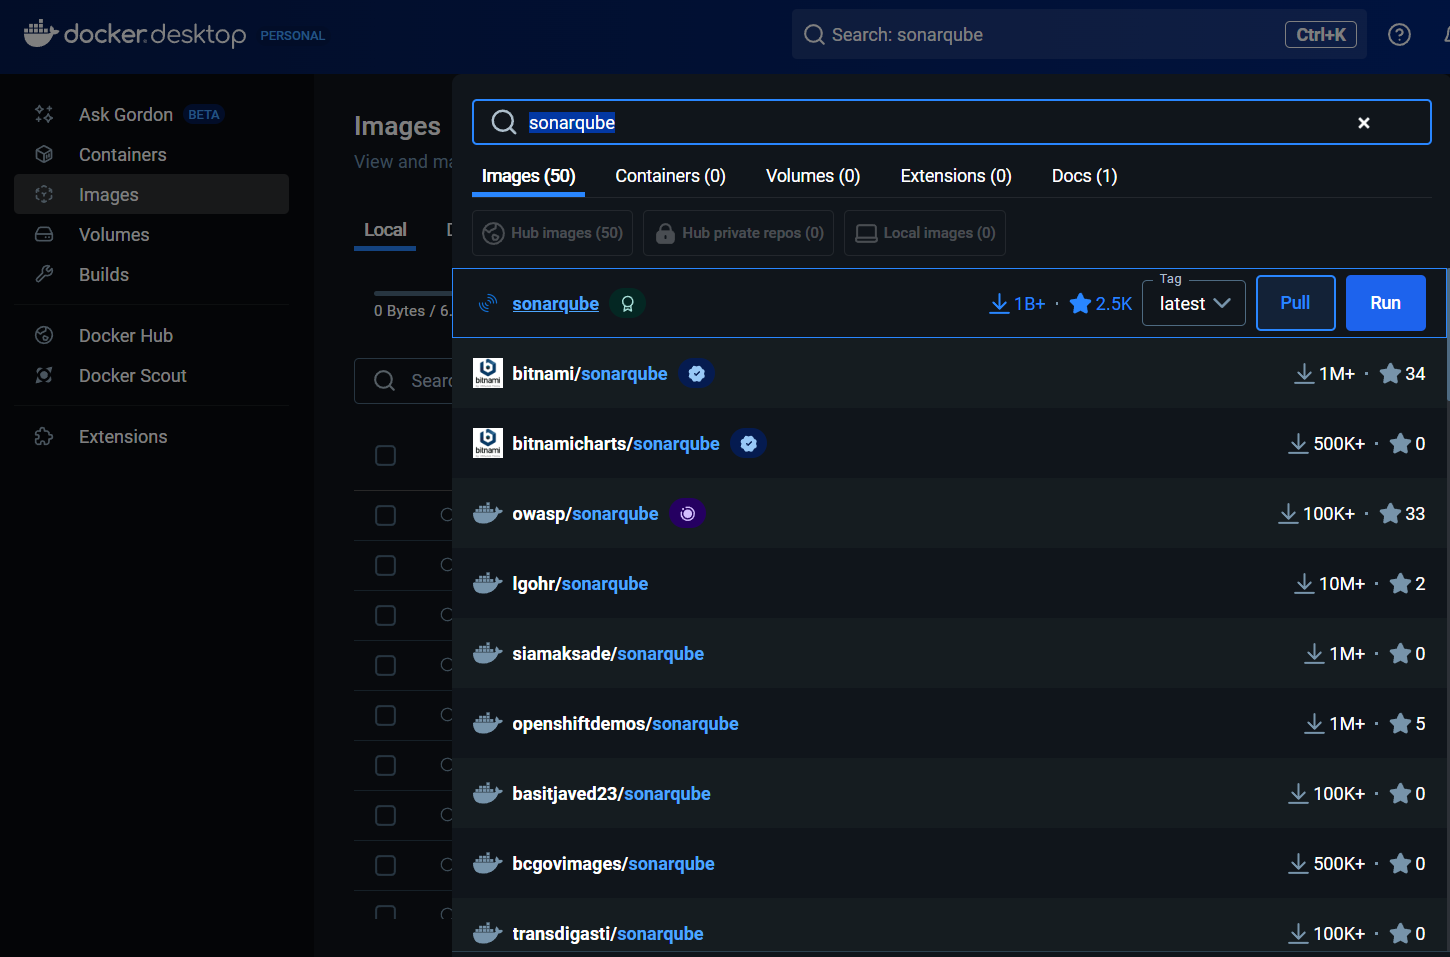 docker.desktop PERSONAL
Search: sonarqube
Ctrl+K
Ask Gordon BETA
Containers
Images
Volumes
Builds
Docker Hub
Docker Scout
Extensions
Images
View and ma
Local
0 Bytes / 6.
Searc
sonarqube
Images (50)
Containers (0)
Volumes (0)
Extensions (0)
Docs (1)
Hub images (50)
Hub private repos (0)
Local images (0)
sonarqube
1B+ · 2.5K
Tag
latest
Pull
Run
bitnami
bitnami/sonarqube
1M+ · 34
bitnami
bitnamicharts/sonarqube
500K+ · 0
owasp/sonarqube
100K+ · 33
lgohr/sonarqube
10M+ · 2
siamaksade/sonarqube
1M+ · 0
openshiftdemos/sonarqube
1M+ · 5
basitjaved23/sonarqube
100K+ · 0
bcgovimages/sonarqube
500K+ · 0
transdigasti/sonarqube
100K+ · 0